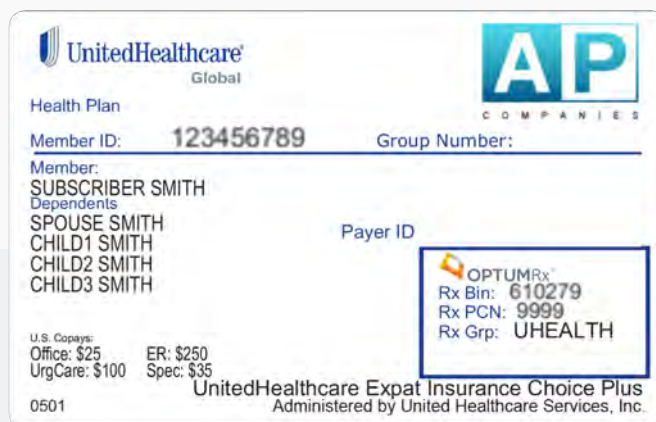 UnitedHealthcare®
Global
AP
COMPANIES
Health Plan
Member ID: 123456789 Group Number:
Member:
SUBSCRIBER SMITH
Dependents
SPOUSE SMITH
CHILD1 SMITH
CHILD2 SMITH
CHILD3 SMITH
Payer ID
OPTUMRx
Rx Bin: 610279
Rx PCN: 9999
Rx Grp: UHEALTH
U.S. Copays:
Office: $25 ER: $250
UrgCare: $100 Spec: $35
UnitedHealthcare Expat Insurance Choice Plus
0501 Administered by United Healthcare Services, Inc.